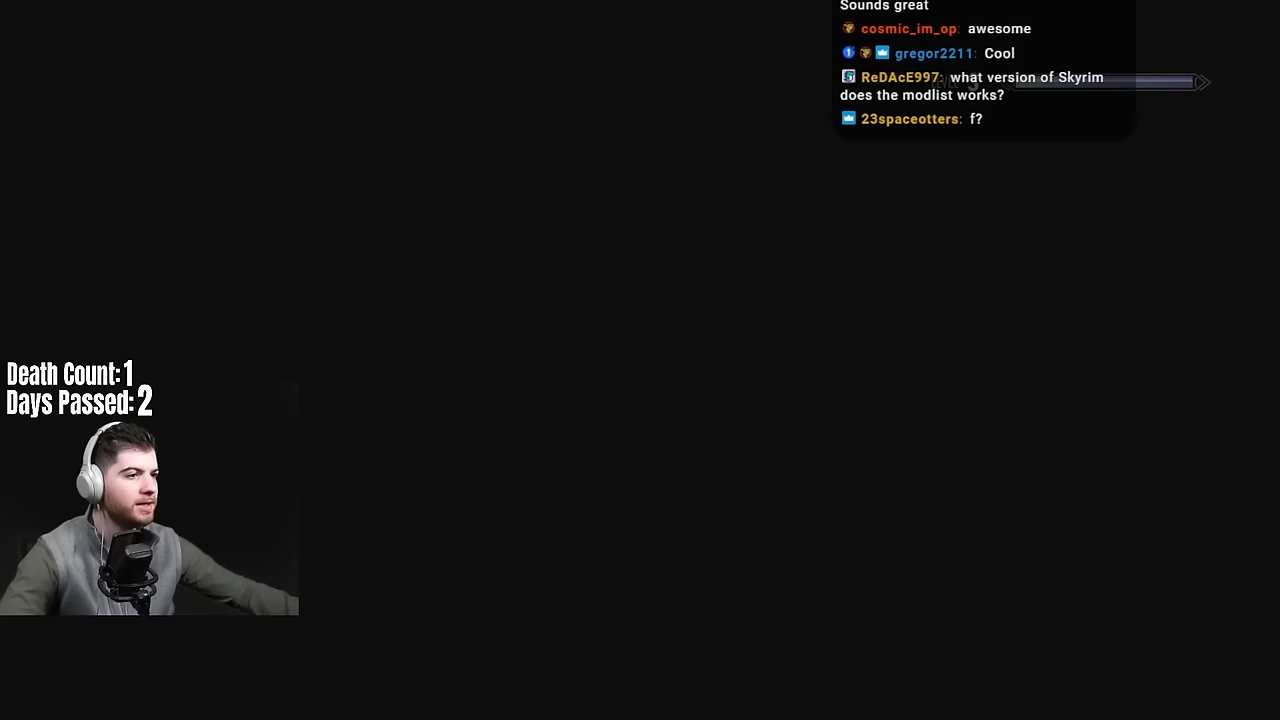 Sounds great
cosmic_im_op: awesome
gregor2211: Cool
ReDAcE997: what version of Skyrim
does the modlist works?
23spaceotters: f?
Death Count: 1
Days Passed: 2